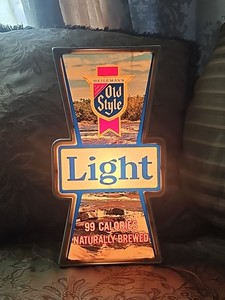 HEILEMAN'S
Old
Style
Light
99 CALORIES
NATURALLY BREWED